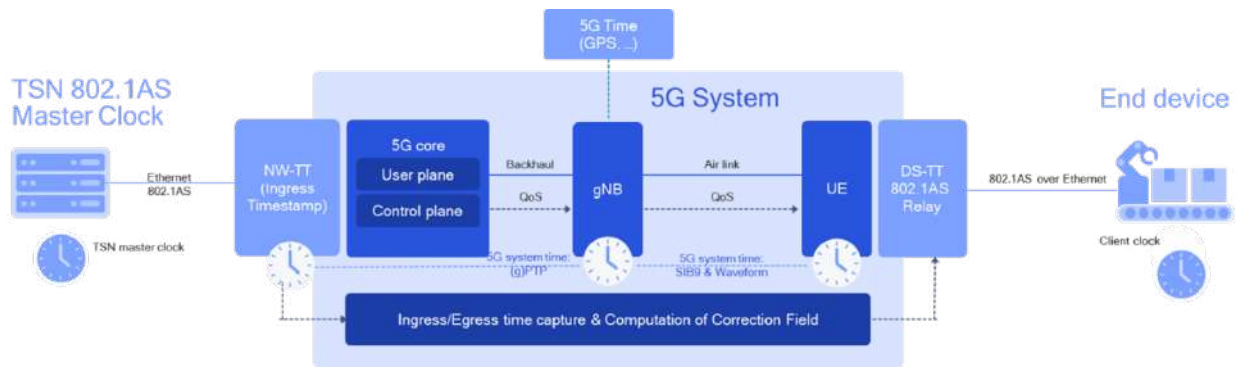 5G Time
(GPS, ..)
TSN 802.1AS
Master Clock
5G System
End device
Ethernet
802.1AS
NW-TT
(Ingress
Timestamp)
5G core
User plane
Control plane
Backhaul
QoS
gNB
Air link
QoS
UE
DS-TT
802.1AS
Relay
802.1AS over Ethernet
TSN master clock
Client clock
5G system time:
(g)PTP
5G system time:
SIB9 & Waveform
Ingress/Egress time capture & Computation of Correction Field